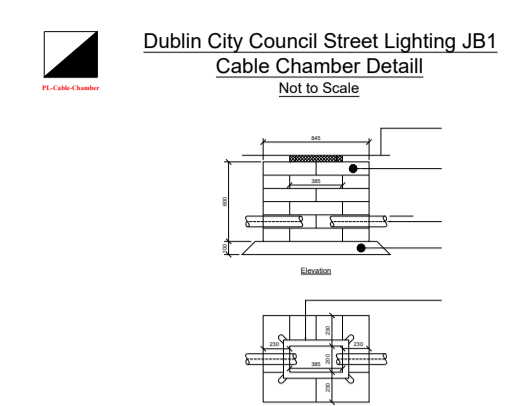 Dublin City Council Street Lighting JB1
Cable Chamber Detaill
Not to Scale
PL-Cable-Chamber
845
385
600
100
Elevation
230
230
230
200
385
230